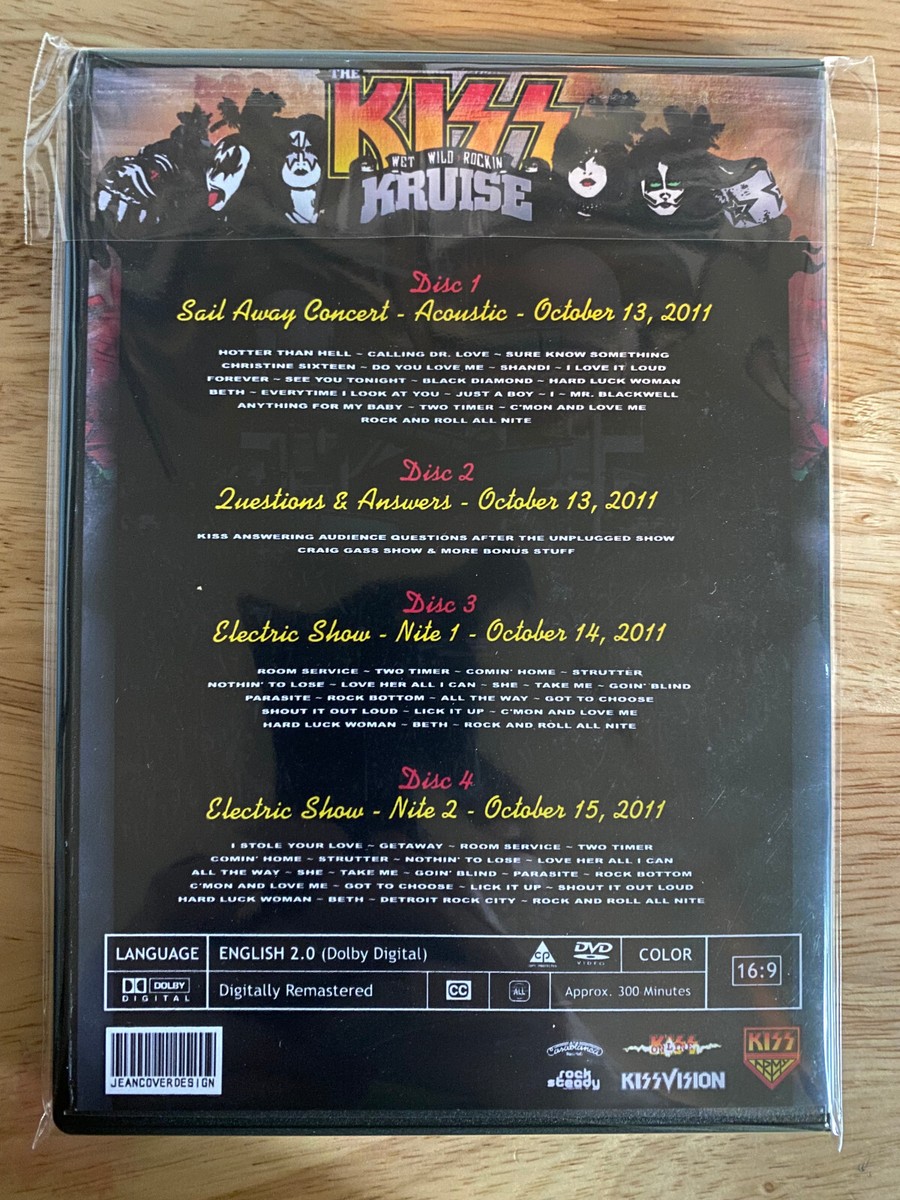 THE
KISS
WET WILD ROCKIN
KRUISE
Disc 1
Sail Away Concert - Acoustic - October 13, 2011
HOTTER THAN HELL ~ CALLING DR. LOVE ~ SURE KNOW SOMETHING
CHRISTINE SIXTEEN ~ DO YOU LOVE ME ~ SHANDI ~ I LOVE IT LOUD
FOREVER ~ SEE YOU TONIGHT ~ BLACK DIAMOND ~ HARD LUCK WOMAN
BETH ~ EVERYTIME I LOOK AT YOU ~ JUST A BOY ~ I ~ MR. BLACKWELL
ANYTHING FOR MY BABY ~ TWO TIMER ~ C'MON AND LOVE ME
ROCK AND ROLL ALL NITE
Disc 2
Questions & Answers - October 13, 2011
KISS ANSWERING AUDIENCE QUESTIONS AFTER THE UNPLUGGED SHOW
CRAIG GASS SHOW & MORE BONUS STUFF
Disc 3
Electric Show - Nite 1 - October 14, 2011
ROOM SERVICE ~ TWO TIMER ~ COMIN' HOME ~ STRUTTER
NOTHIN' TO LOSE ~ LOVE HER ALL I CAN ~ SHE ~ TAKE ME ~ GOIN' BLIND
PARASITE ~ ROCK BOTTOM ~ ALL THE WAY ~ GOT TO CHOOSE
SHOUT IT OUT LOUD ~ LICK IT UP ~ C'MON AND LOVE ME
HARD LUCK WOMAN ~ BETH ~ ROCK AND ROLL ALL NITE
Disc 4
Electric Show - Nite 2 - October 15, 2011
I STOLE YOUR LOVE ~ GETAWAY ~ ROOM SERVICE ~ TWO TIMER
COMIN' HOME ~ STRUTTER ~ NOTHIN' TO LOSE ~ LOVE HER ALL I CAN
ALL THE WAY ~ SHE ~ TAKE ME ~ GOIN' BLIND ~ PARASITE ~ ROCK BOTTOM
C'MON AND LOVE ME ~ GOT TO CHOOSE ~ LICK IT UP ~ SHOUT IT OUT LOUD
HARD LUCK WOMAN ~ BETH ~ DETROIT ROCK CITY ~ ROCK AND ROLL ALL NITE
LANGUAGE ENGLISH 2.0 (Dolby Digital) CP DVD VIDEO COLOR 16:9
DOLBY DIGITAL Digitally Remastered CC ALL Approx. 300 Minutes
JEANCOVERDESIGN
Casablanca
rock steady
KISS ONLINE
KISSVISION
KISS ARMY